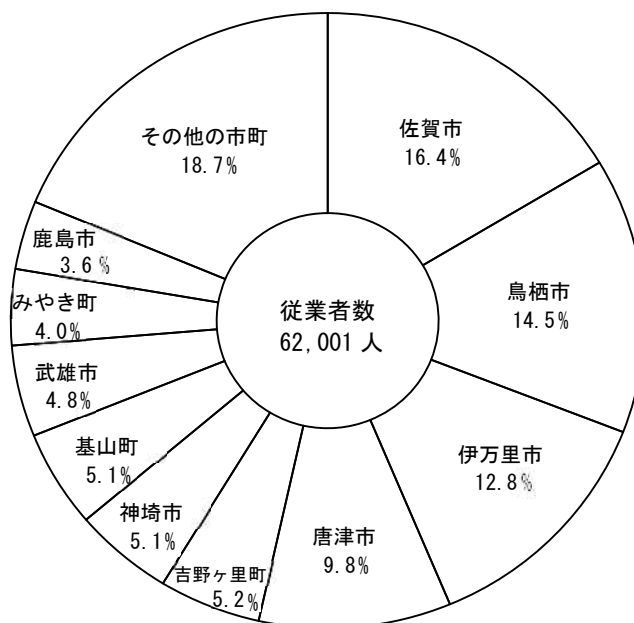 その他の市町
18.7%
佐賀市
16.4%
鳥栖市
14.5%
伊万里市
12.8%
唐津市
9.8%
吉野ヶ里町
5.2%
神埼市
5.1%
基山町
5.1%
武雄市
4.8%
みやき町
4.0%
鹿島市
3.6%
従業者数
62,001人